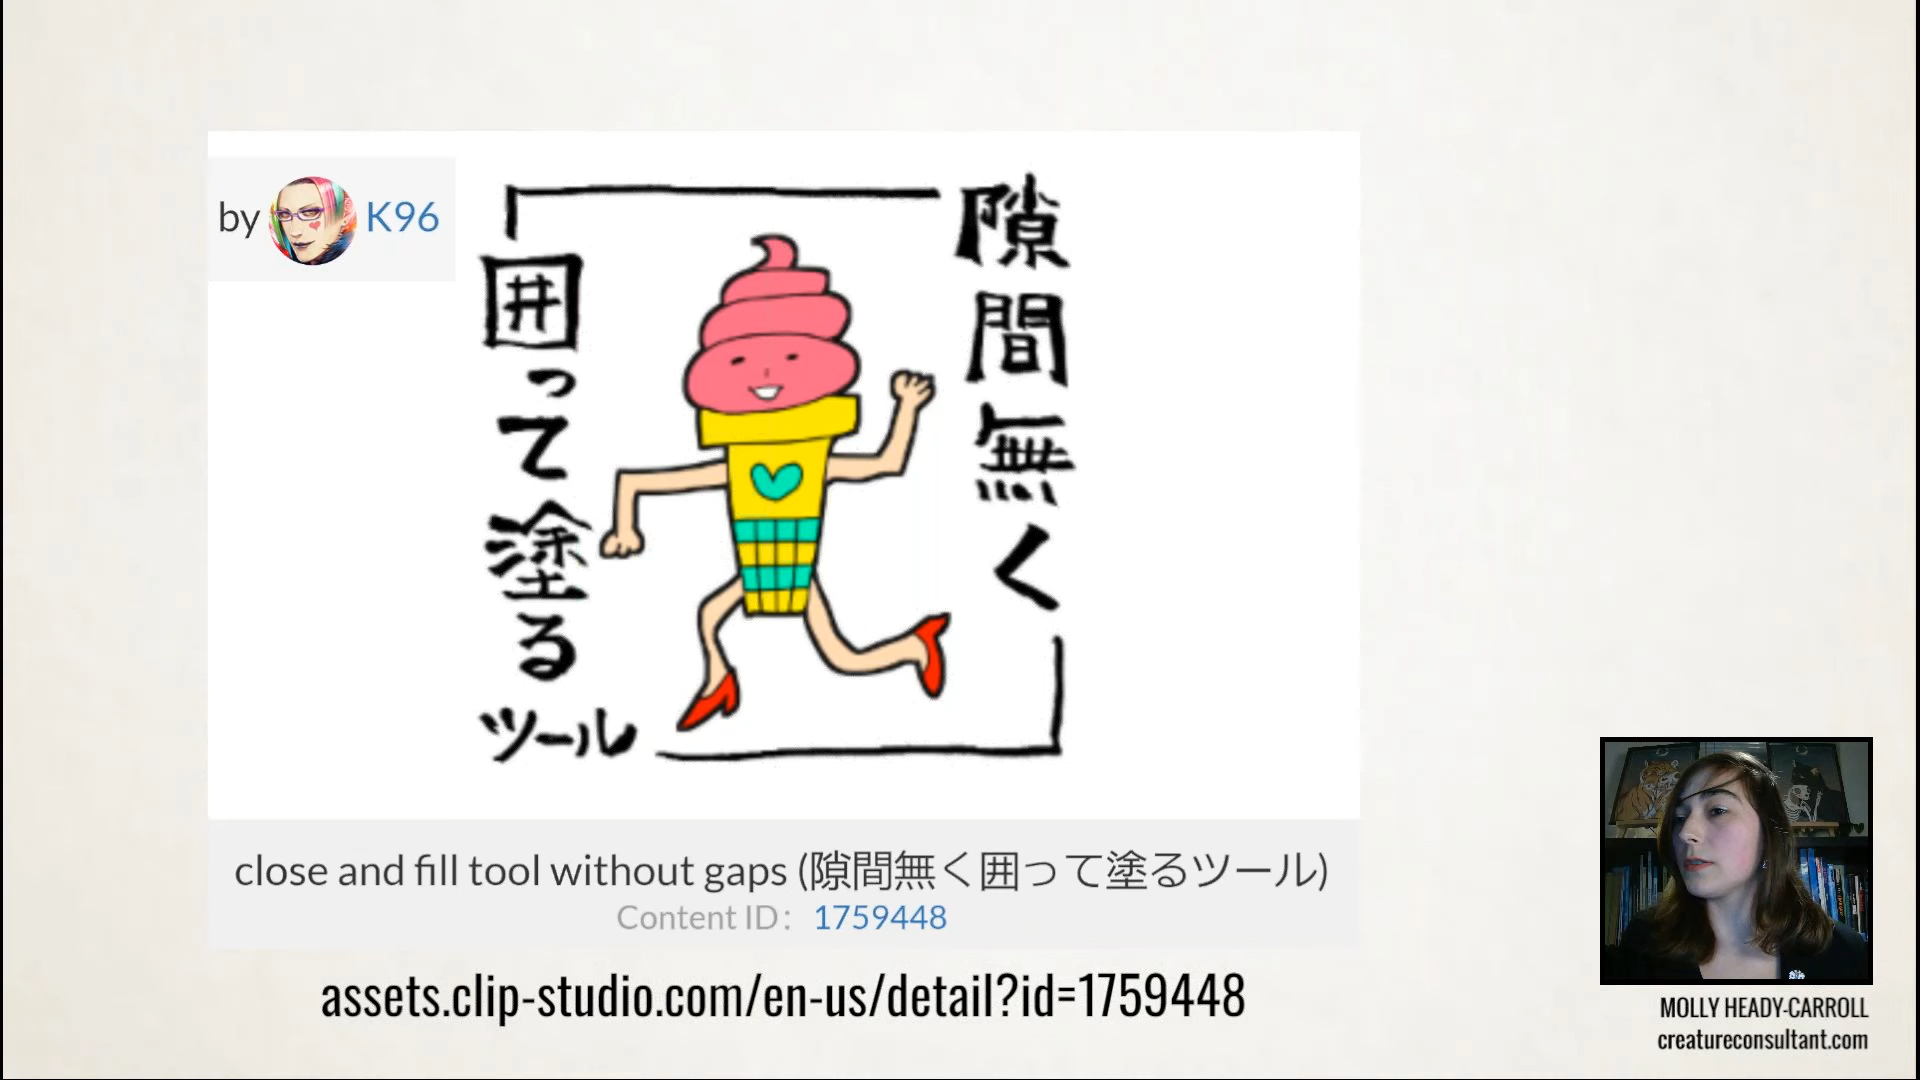 by K96
隙間無く
囲って塗る
ツール
close and fill tool without gaps (隙間無く囲って塗るツール)
Content ID: 1759448
assets.clip-studio.com/en-us/detail?id=1759448
MOLLY HEADY-CARROLL
creatureconsultant.com